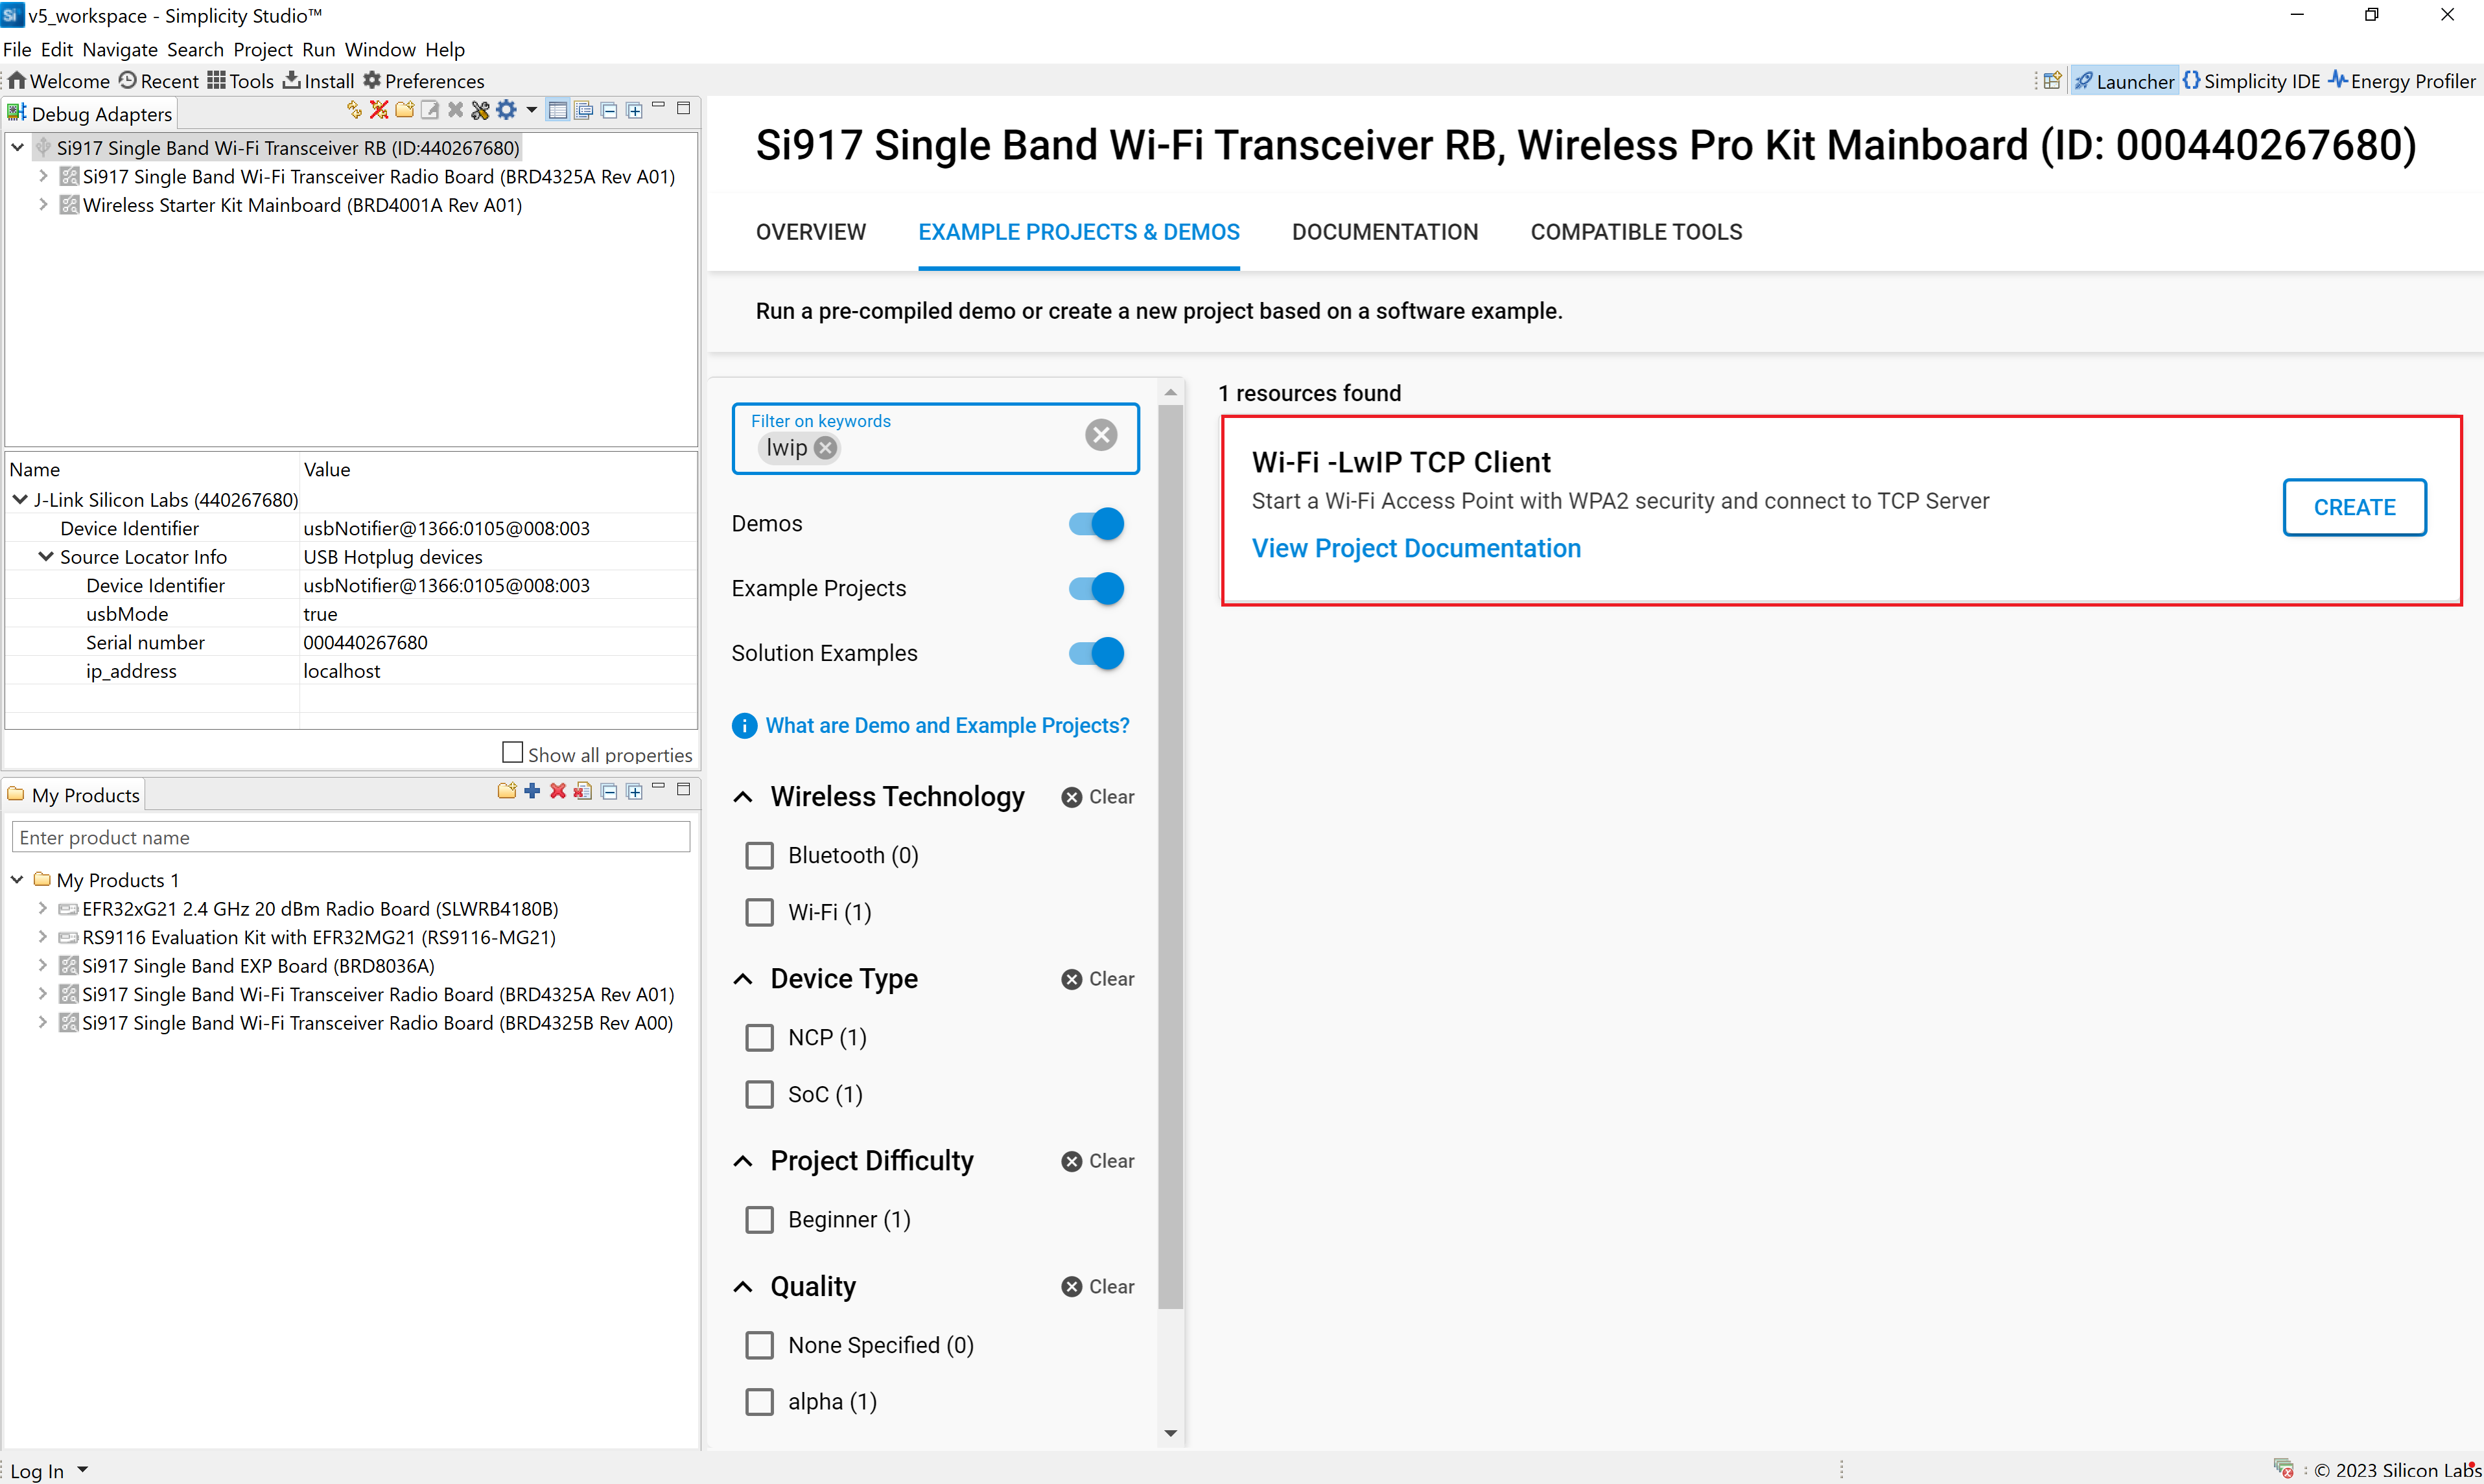 Si v5_workspace - Simplicity Studio™
File Edit Navigate Search Project Run Window Help
Welcome Recent Tools Install Preferences
Launcher {} Simplicity IDE Energy Profiler
Debug Adapters
Si917 Single Band Wi-Fi Transceiver RB (ID:440267680)
Si917 Single Band Wi-Fi Transceiver Radio Board (BRD4325A Rev A01)
Wireless Starter Kit Mainboard (BRD4001A Rev A01)
Name Value
J-Link Silicon Labs (440267680)
Device Identifier usbNotifier@1366:0105@008:003
Source Locator Info USB Hotplug devices
Device Identifier usbNotifier@1366:0105@008:003
usbMode true
Serial number 000440267680
ip_address localhost
Show all properties
My Products
Enter product name
My Products 1
EFR32xG21 2.4 GHz 20 dBm Radio Board (SLWRB4180B)
RS9116 Evaluation Kit with EFR32MG21 (RS9116-MG21)
Si917 Single Band EXP Board (BRD8036A)
Si917 Single Band Wi-Fi Transceiver Radio Board (BRD4325A Rev A01)
Si917 Single Band Wi-Fi Transceiver Radio Board (BRD4325B Rev A00)
Si917 Single Band Wi-Fi Transceiver RB, Wireless Pro Kit Mainboard (ID: 000440267680)
OVERVIEW EXAMPLE PROJECTS & DEMOS DOCUMENTATION COMPATIBLE TOOLS
Run a pre-compiled demo or create a new project based on a software example.
Filter on keywords
lwip
Demos
Example Projects
Solution Examples
What are Demo and Example Projects?
Wireless Technology Clear
Bluetooth (0)
Wi-Fi (1)
Device Type Clear
NCP (1)
SoC (1)
Project Difficulty Clear
Beginner (1)
Quality Clear
None Specified (0)
alpha (1)
1 resources found
Wi-Fi -LwIP TCP Client
Start a Wi-Fi Access Point with WPA2 security and connect to TCP Server
View Project Documentation
CREATE
Log In
© 2023 Silicon Labs